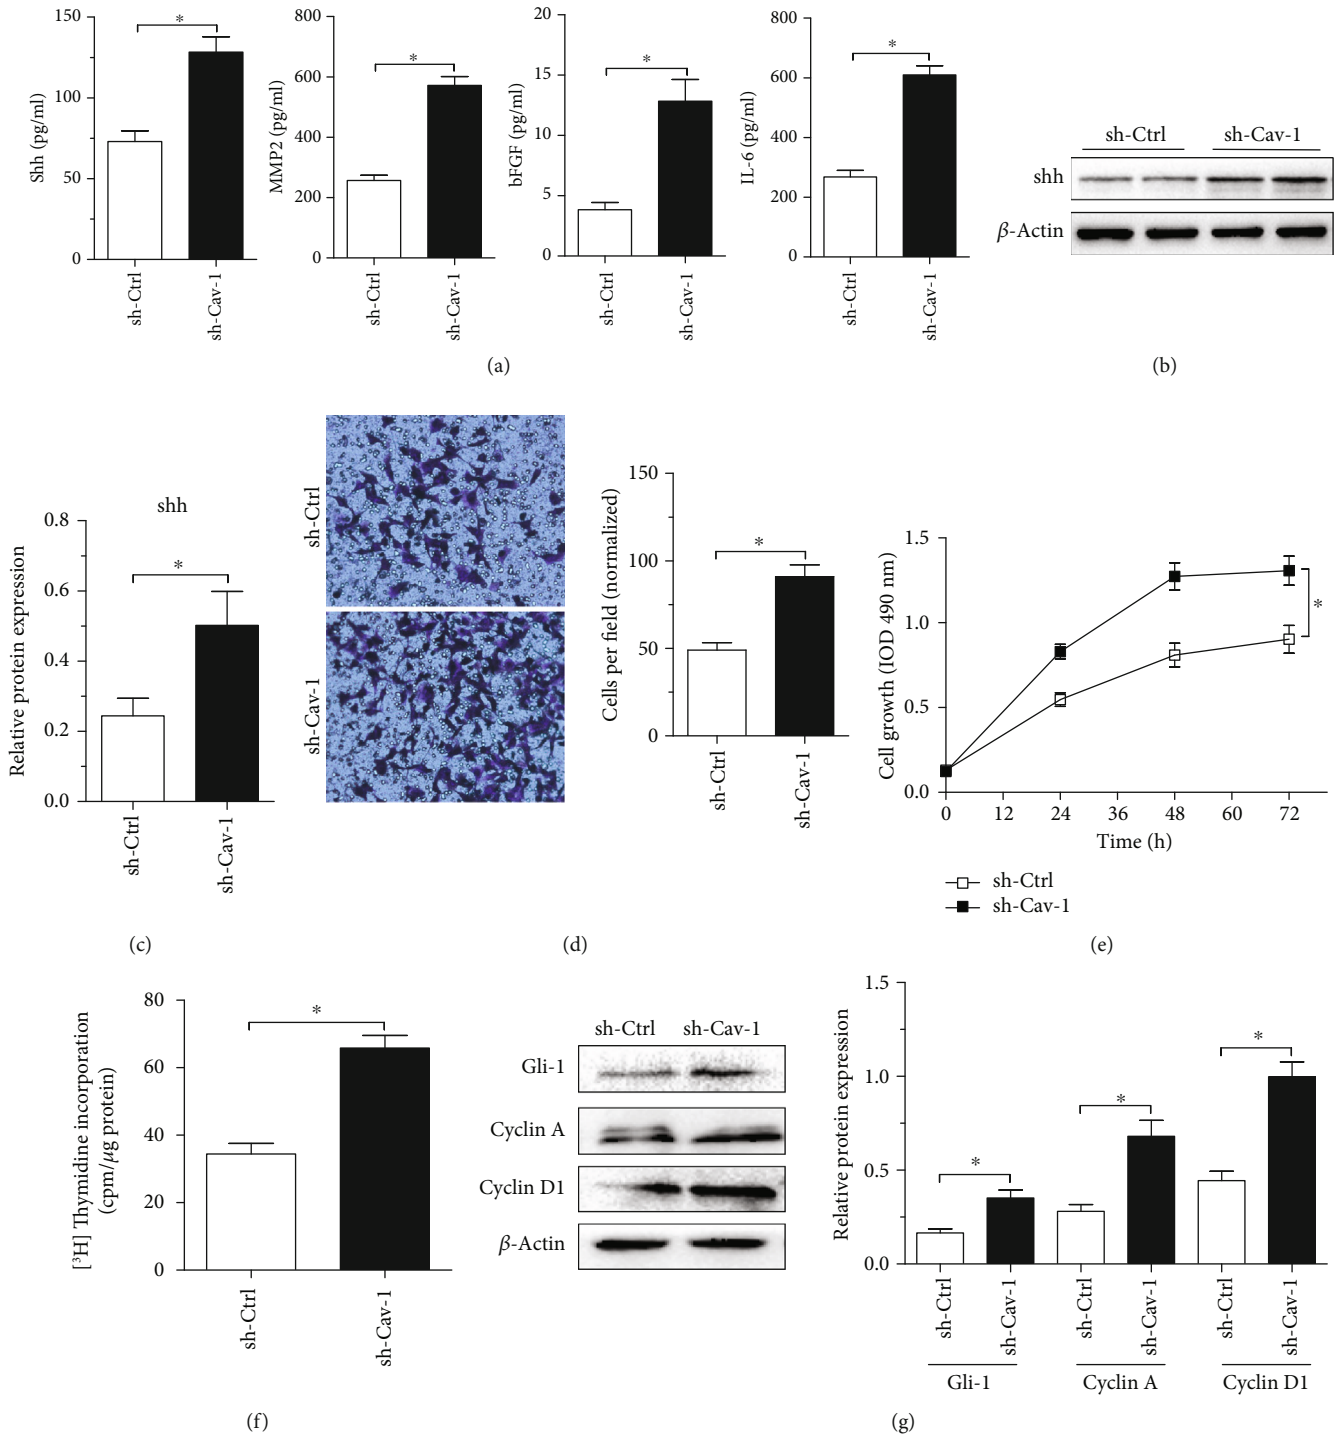 Shh (pg/ml)
150
100
50
0
*
sh-Ctrl
sh-Cav-1
MMP2 (pg/ml)
800
600
400
200
0
*
sh-Ctrl
sh-Cav-1
bFGF (pg/ml)
20
15
10
5
0
*
sh-Ctrl
sh-Cav-1
IL-6 (pg/ml)
800
600
400
200
0
*
sh-Ctrl
sh-Cav-1
(a)
sh-Ctrl sh-Cav-1
shh
β-Actin
(b)
shh
Relative protein expression
0.8
0.6
0.4
0.2
0.0
*
sh-Ctrl
sh-Cav-1
(c)
sh-Ctrl
sh-Cav-1
Cells per field (normalized)
150
100
50
0
*
sh-Ctrl
sh-Cav-1
(d)
Cell growth (IOD 490 nm)
1.5
1.0
0.5
0.0
*
0 12 24 36 48 60 72
Time (h)
sh-Ctrl
sh-Cav-1
(e)
[³H] Thymidine incorporation
(cpm/μg protein)
80
60
40
20
0
*
sh-Ctrl
sh-Cav-1
(f)
sh-Ctrl sh-Cav-1
Gli-1
Cyclin A
Cyclin D1
β-Actin
Relative protein expression
1.5
1.0
0.5
0.0
*
*
*
sh-Ctrl
sh-Cav-1
sh-Ctrl
sh-Cav-1
sh-Ctrl
sh-Cav-1
Gli-1 Cyclin A Cyclin D1
(g)